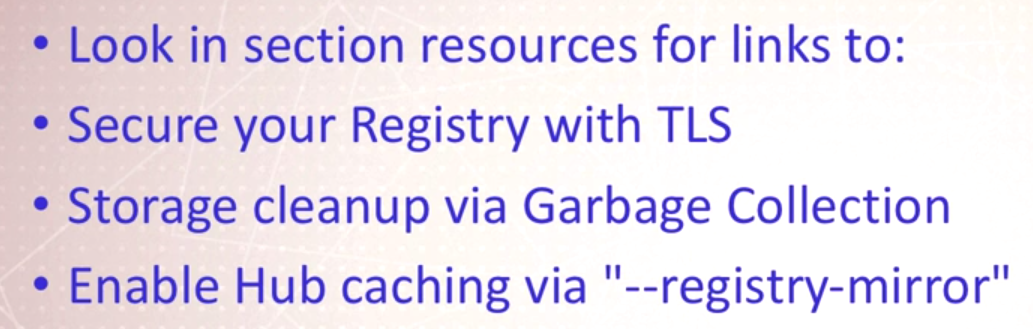 • Look in section resources for links to:
• Secure your Registry with TLS
• Storage cleanup via Garbage Collection
• Enable Hub caching via "--registry-mirror"